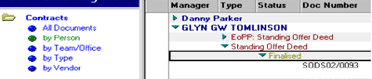 Manager Type Status Doc Number
Contracts
All Documents
by Person
by Team/Office
by Type
by Vendor
Danny Parker
GLYN GW TOMLINSON
EoPP: Standing Offer Deed
Standing Offer Deed
Finalised
SODS02/0093